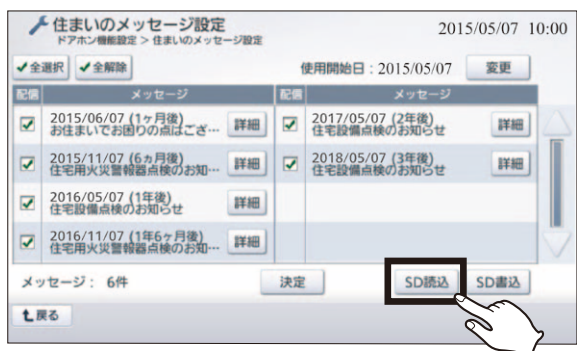 住まいのメッセージ設定
2015/05/07 10:00
ドアホン機能設定 > 住まいのメッセージ設定
✔全選択 ✔全解除 使用開始日：2015/05/07 変更
配信 メッセージ 配信 メッセージ
2015/06/07 (1ヶ月後)
お住まいでお困りの点はござ… 詳細
2017/05/07 (2年後)
住宅設備点検のお知らせ 詳細
2015/11/07 (6ヵ月後)
住宅用火災警報器点検のお知… 詳細
2018/05/07 (3年後)
住宅設備点検のお知らせ 詳細
2016/05/07 (1年後)
住宅設備点検のお知らせ 詳細
2016/11/07 (1年6ヶ月後)
住宅用火災警報器点検のお知… 詳細
メッセージ： 6件 決定 SD読込 SD書込
戻る